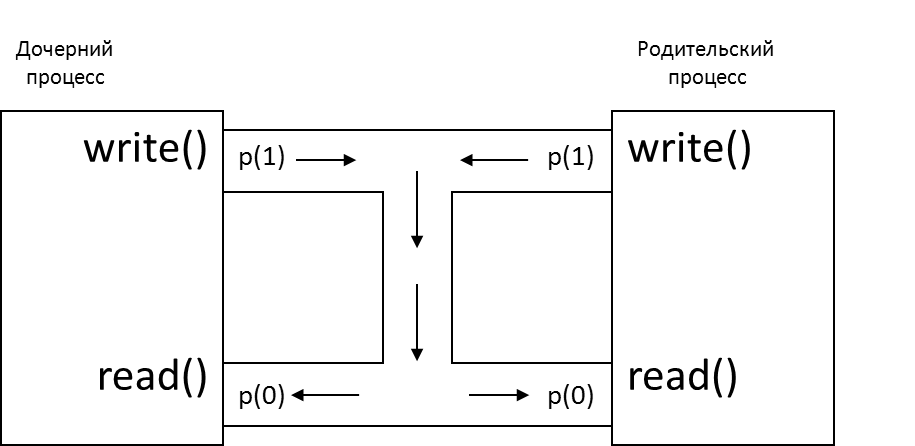 Дочерний
процесс
Родительский
процесс
write()
p(1)
p(1)
write()
read()
p(0)
p(0)
read()